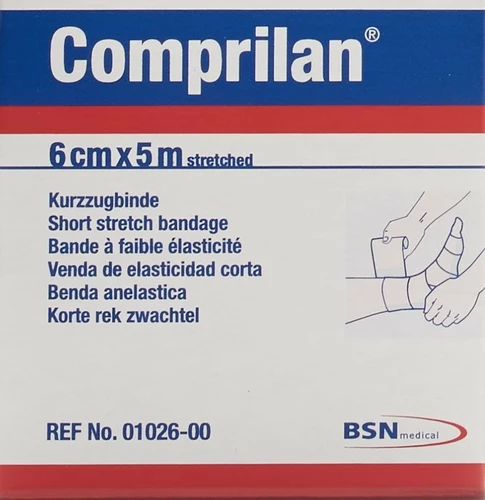 Comprilan®
6 cm x 5 m stretched
Kurzzugbinde
Short stretch bandage
Bande à faible élasticité
Venda de elasticidad corta
Benda anelastica
Korte rek zwachtel
REF No. 01026-00
BSN medical